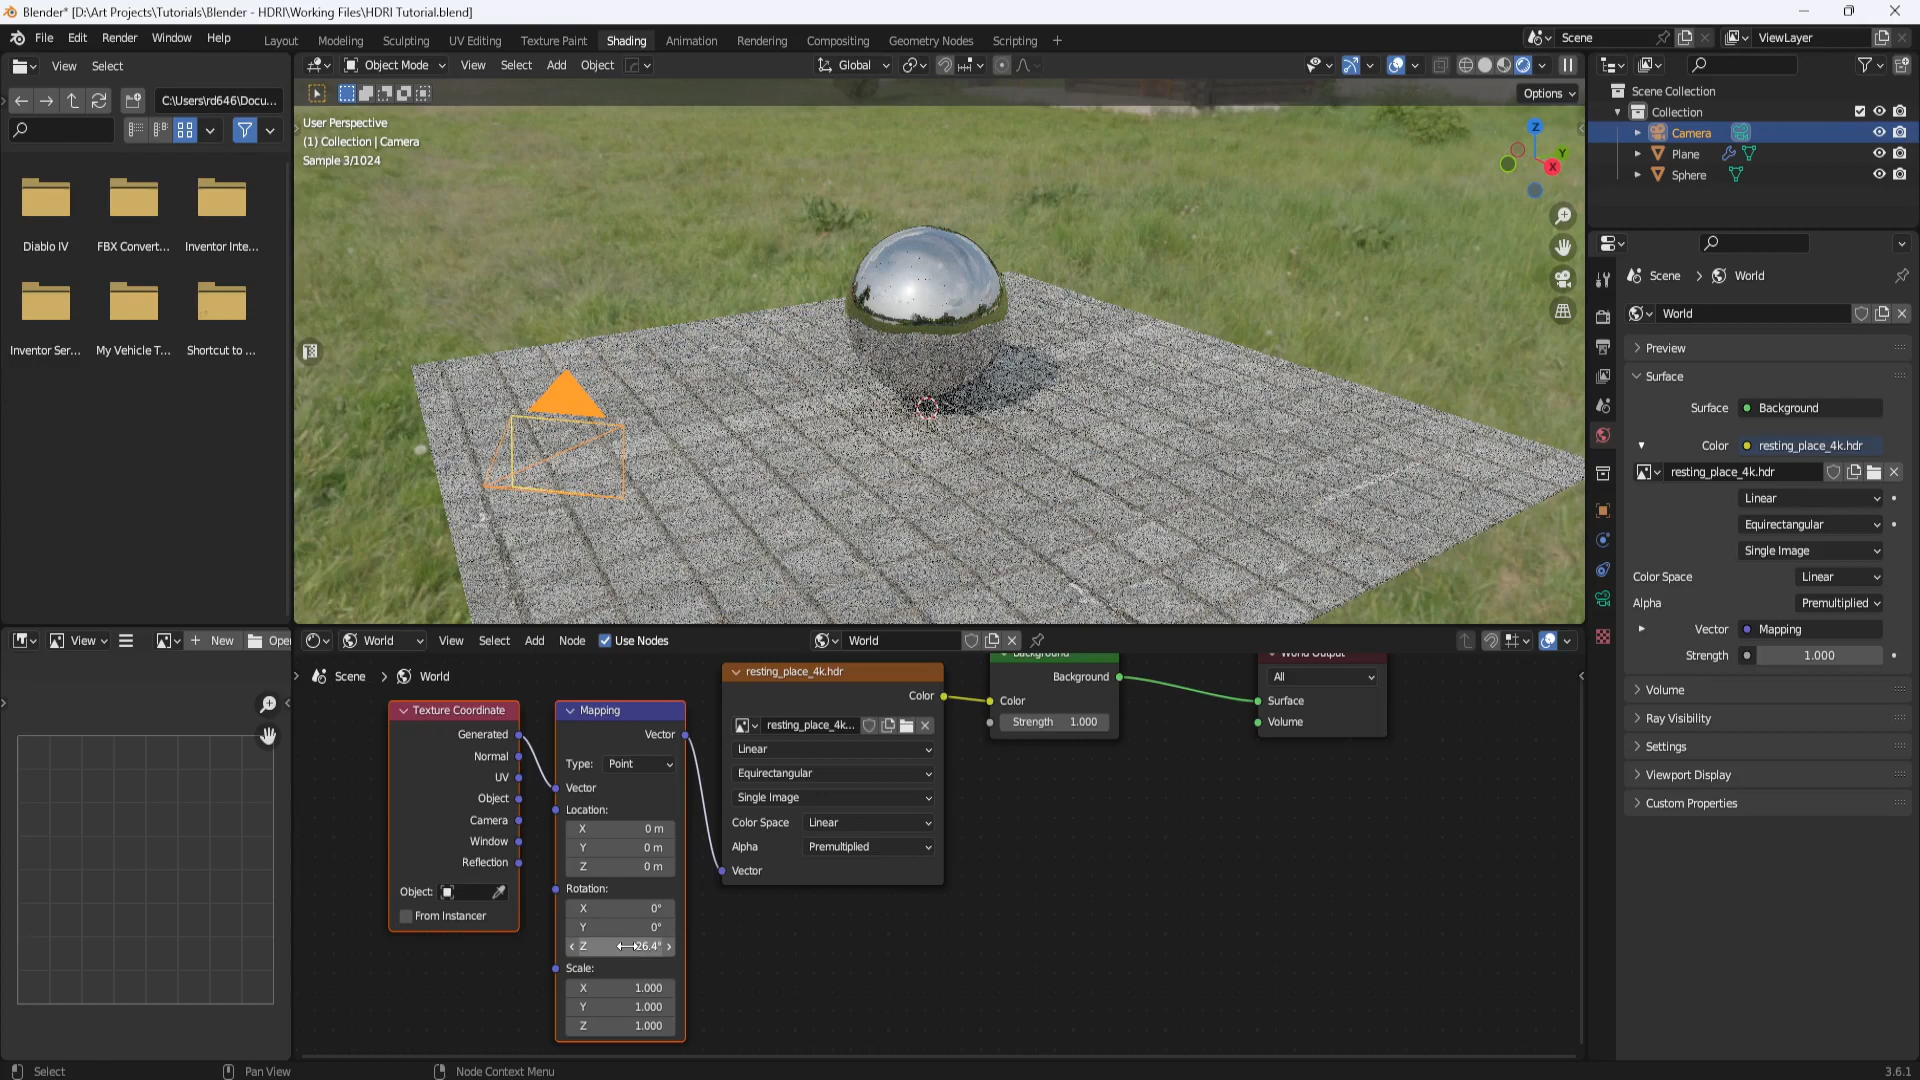 Blender* [D:\Art Projects\Tutorials\Blender - HDRI\Working Files\HDRI Tutorial.blend]
File Edit Render Window Help
Layout Modeling Sculpting UV Editing Texture Paint Shading Animation Rendering Compositing Geometry Nodes Scripting +
Scene
ViewLayer
View Select
C:\Users\rd646\Docu...
Diablo IV
FBX Convert...
Inventor Inte...
Inventor Ser...
My Vehicle T...
Shortcut to ...
Object Mode View Select Add Object
Global
Options
User Perspective
(1) Collection | Camera
Sample 3/1024
Z
Y
X
Scene Collection
Collection
Camera
Plane
Sphere
Scene > World
World
Preview
Surface
Surface Background
Color resting_place_4k.hdr
resting_place_4k.hdr
Linear
Equirectangular
Single Image
Color Space Linear
Alpha Premultiplied
Vector Mapping
Strength 1.000
Volume
Ray Visibility
Settings
Viewport Display
Custom Properties
View
+ New
Open
World View Select Add Node Use Nodes
World
Scene > World
Texture Coordinate
Generated
Normal
UV
Object
Camera
Window
Reflection
Object:
From Instancer
Mapping
Vector
Type: Point
Vector
Location:
X 0 m
Y 0 m
Z 0 m
Rotation:
X 0°
Y 0°
Z 26.4°
Scale:
X 1.000
Y 1.000
Z 1.000
resting_place_4k.hdr
Color
resting_place_4k...
Linear
Equirectangular
Single Image
Color Space Linear
Alpha Premultiplied
Vector
Background
Background
Color
Strength 1.000
World Output
All
Surface
Volume
Select
Pan View
Node Context Menu
3.6.1